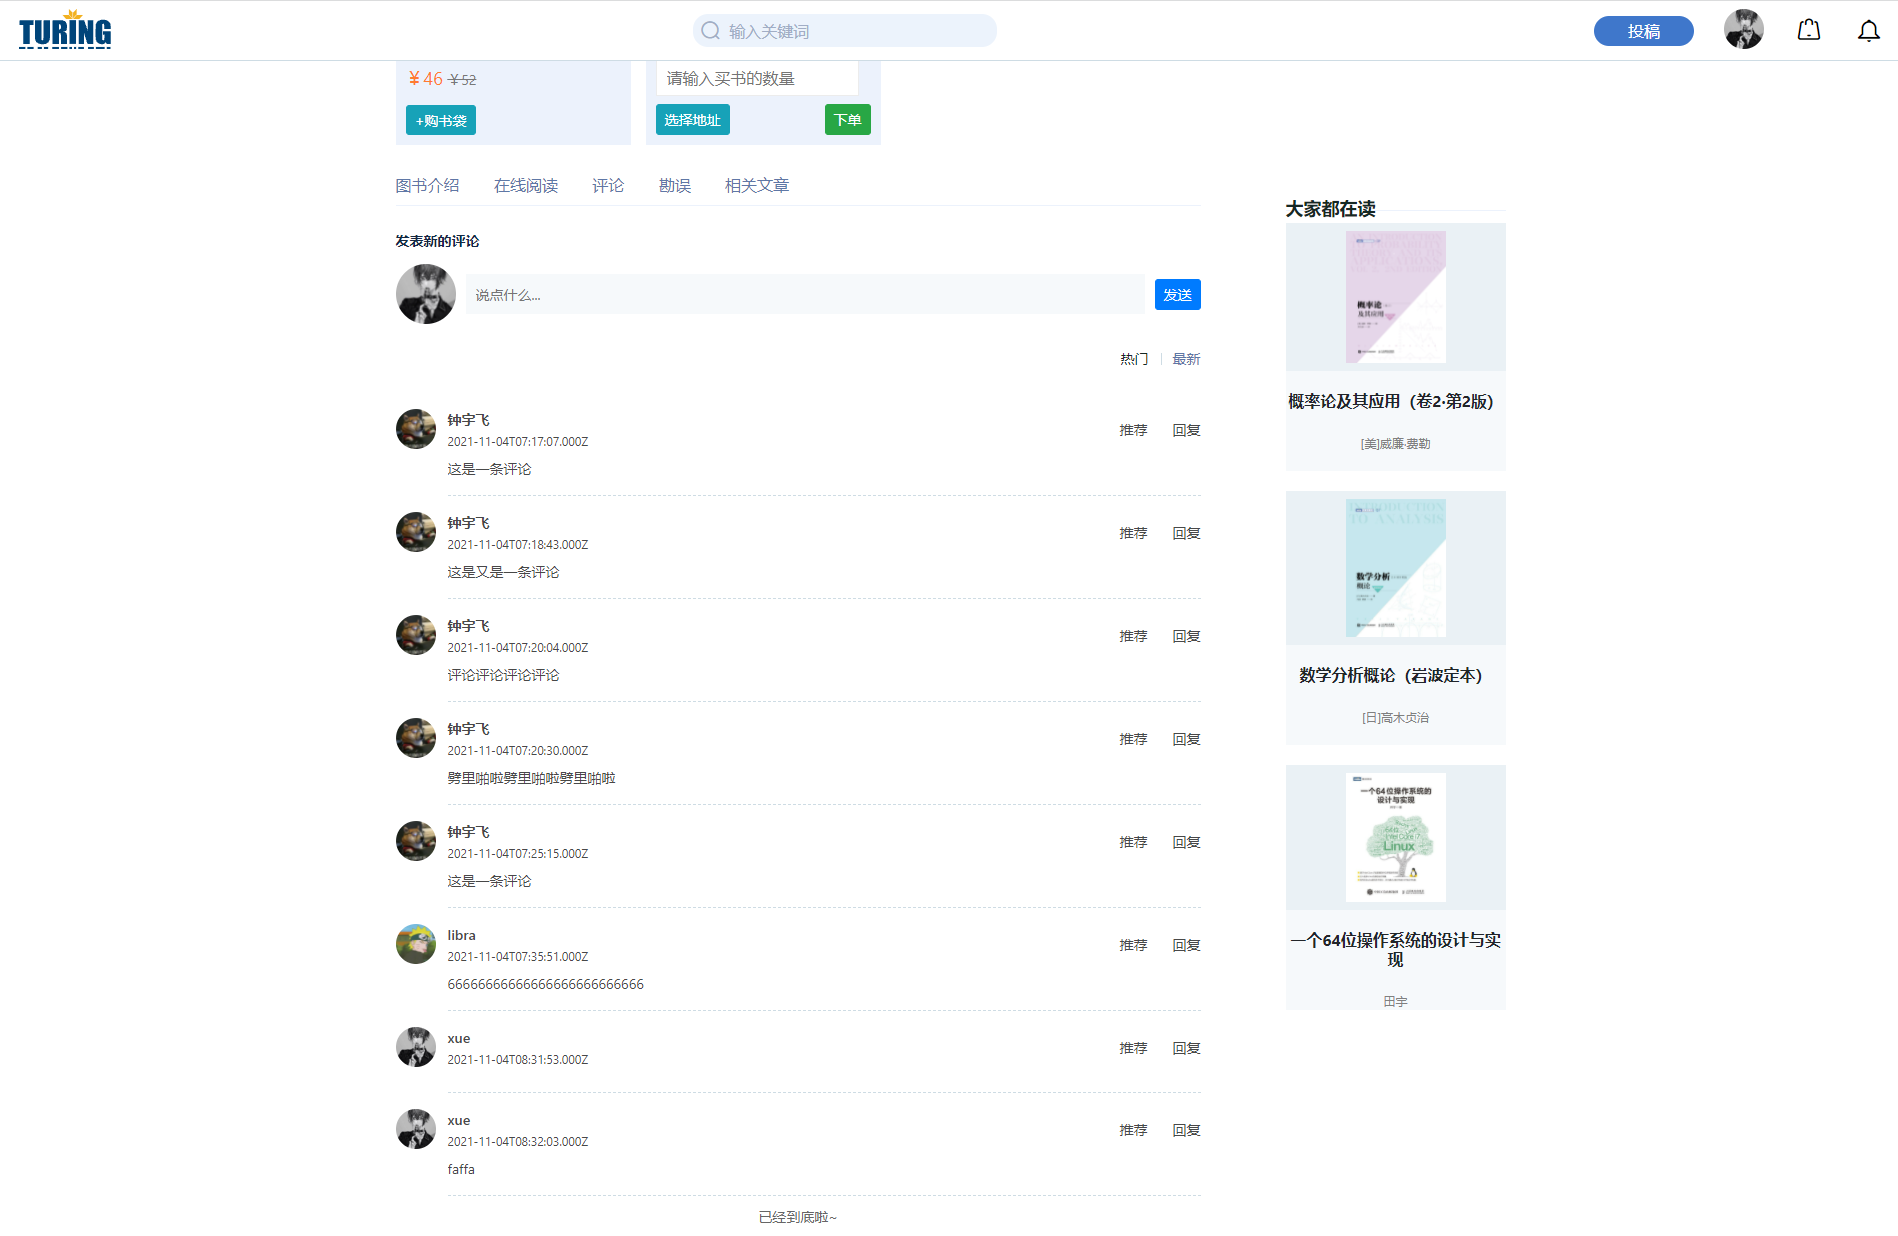 TURING
输入关键词
投稿
¥46 ¥52
+购书袋
请输入买书的数量
选择地址
下单
图书介绍 在线阅读 评论 勘误 相关文章
发表新的评论
说点什么...
发送
热门 最新
钟宇飞
2021-11-04T07:17:07.000Z
这是一条评论
推荐 回复
钟宇飞
2021-11-04T07:18:43.000Z
这是又是一条评论
推荐 回复
钟宇飞
2021-11-04T07:20:04.000Z
评论评论评论评论
推荐 回复
钟宇飞
2021-11-04T07:20:30.000Z
劈里啪啦劈里啪啦劈里啪啦
推荐 回复
钟宇飞
2021-11-04T07:25:15.000Z
这是一条评论
推荐 回复
libra
2021-11-04T07:35:51.000Z
66666666666666666666666666
推荐 回复
xue
2021-11-04T08:31:53.000Z
推荐 回复
xue
2021-11-04T08:32:03.000Z
faffa
推荐 回复
已经到底啦~
大家都在读
概率论
及其应用
概率论及其应用（卷2·第2版）
[美]威廉·费勒
INTRODUCTION
TO ANALYSIS
数学分析
概论
数学分析概论（岩波定本）
[日]高木贞治
一个64位操作系统的
设计与实现
Linux
一个64位操作系统的设计与实
现
田宇